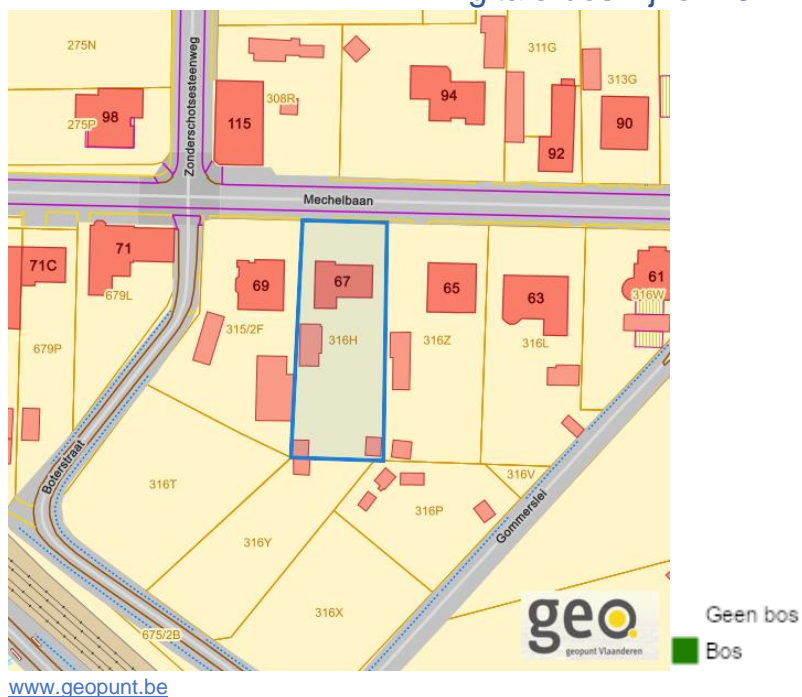 275N
311G
98
94
313G
308R
275P
115
92
90
Zonderschotsesteenweg
Mechelbaan
71C
71
69
67
65
63
61
679L
316W
315/2F
316H
316Z
316L
679P
Boterstraat
316T
316V
316P
Gommerslei
316Y
316X
675/2B
geo
geopunt Vlaanderen
Geen bos
Bos
www.geopunt.be